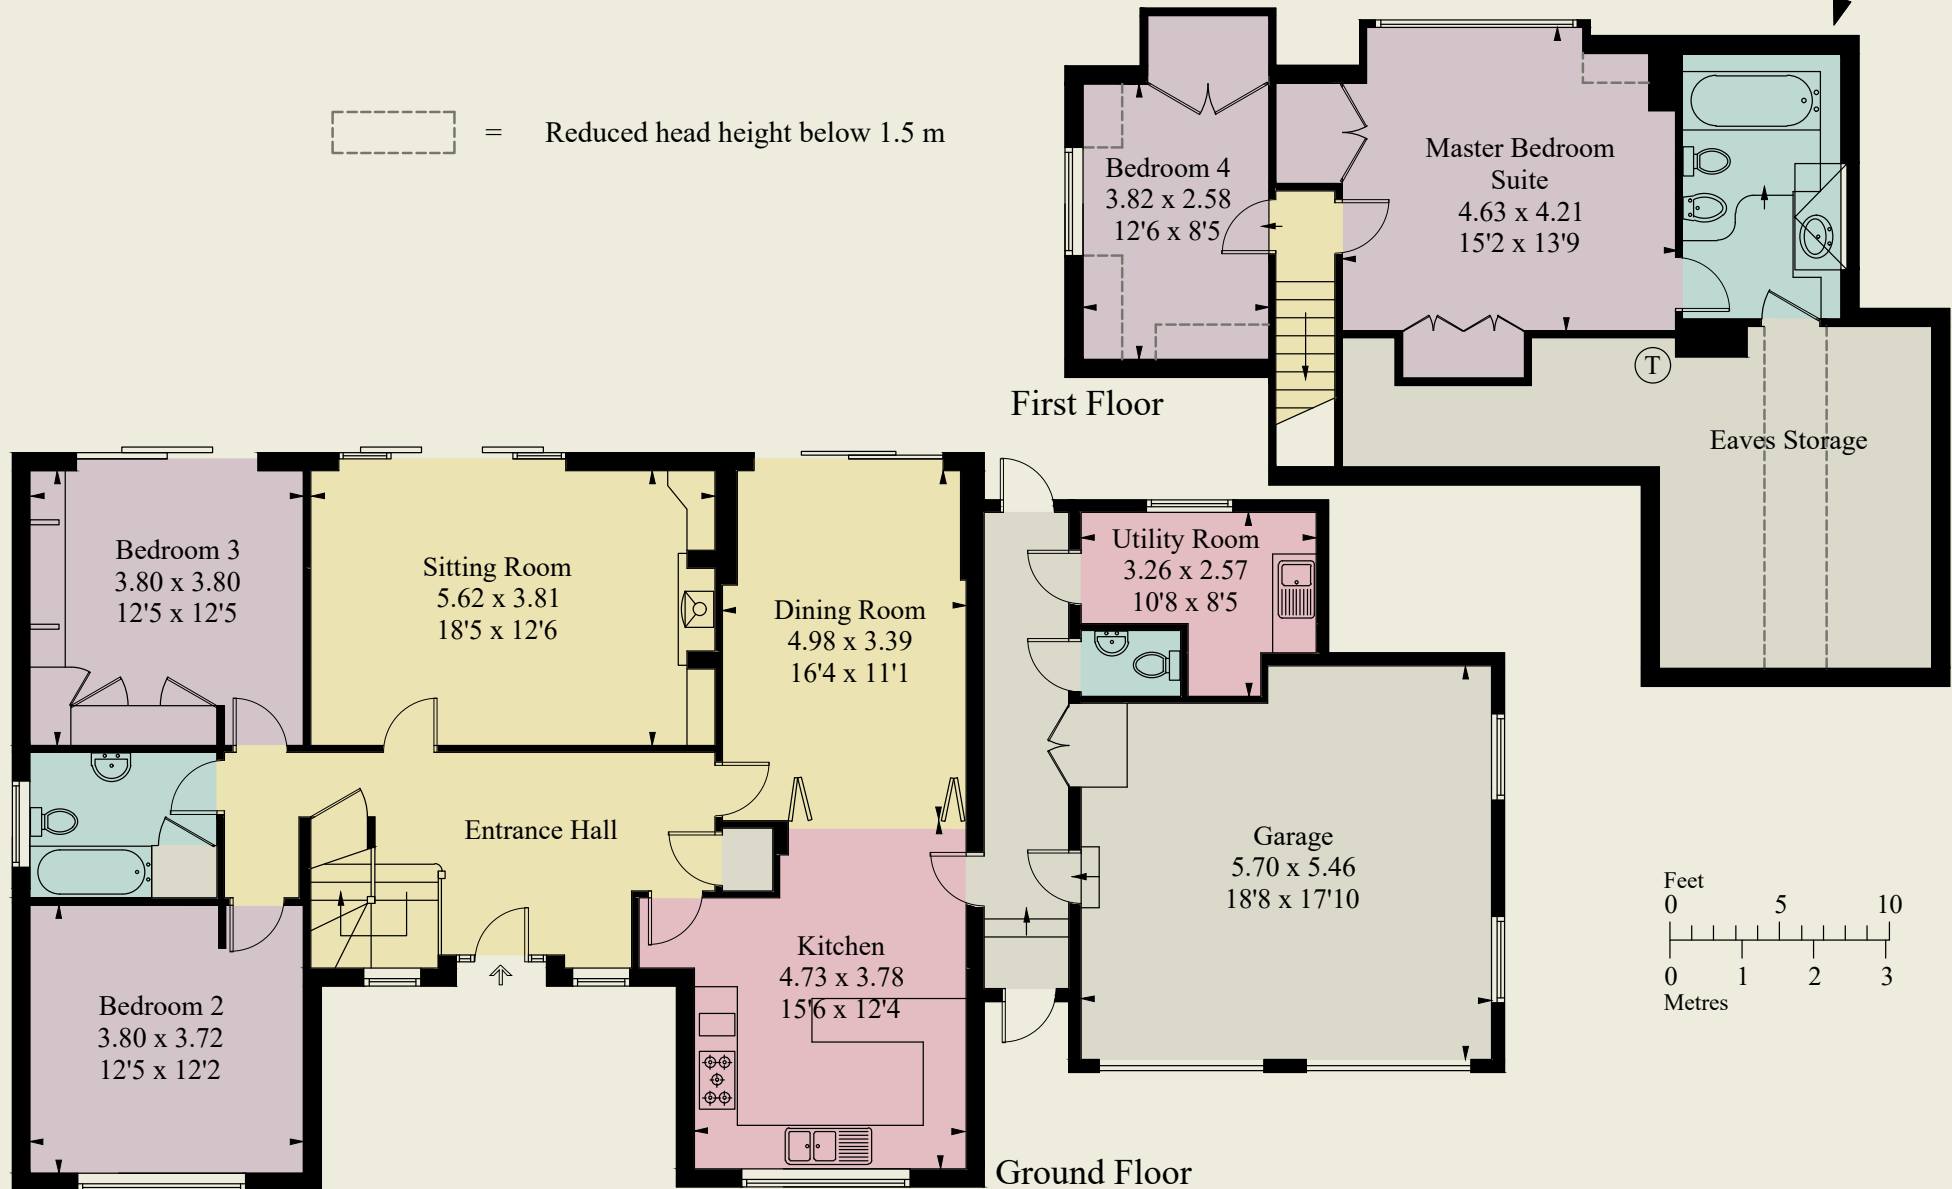 = Reduced head height below 1.5 m
Bedroom 4
3.82 x 2.58
12'6 x 8'5
Master Bedroom
Suite
4.63 x 4.21
15'2 x 13'9
T
Eaves Storage
First Floor
Bedroom 3
3.80 x 3.80
12'5 x 12'5
Sitting Room
5.62 x 3.81
18'5 x 12'6
Dining Room
4.98 x 3.39
16'4 x 11'1
Utility Room
3.26 x 2.57
10'8 x 8'5
Entrance Hall
Garage
5.70 x 5.46
18'8 x 17'10
Kitchen
4.73 x 3.78
15'6 x 12'4
Bedroom 2
3.80 x 3.72
12'5 x 12'2
Feet
0 5 10
0 1 2 3
Metres
Ground Floor